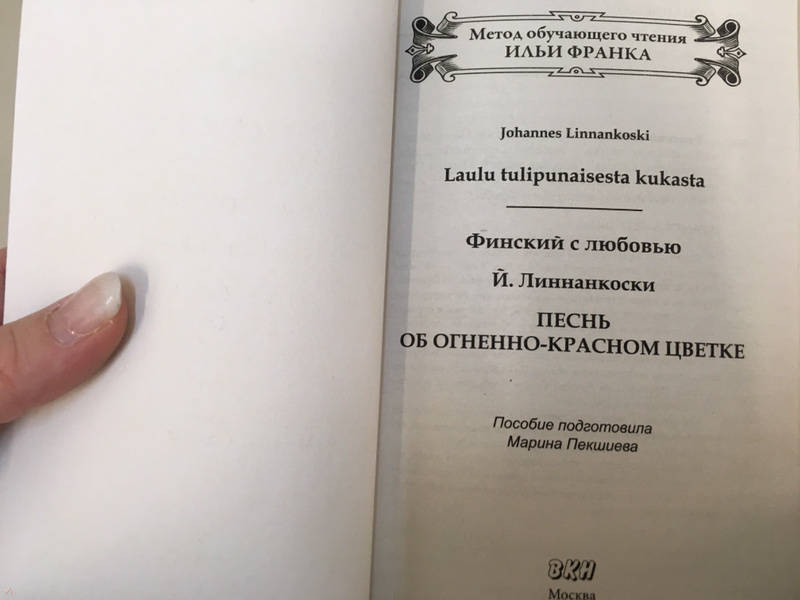 Метод обучающего чтения
ИЛЬИ ФРАНКА
Johannes Linnankoski
Laulu tulipunaisesta kukasta
Финский с любовью
Й. Линнанкоски
ПЕСНЬ
ОБ ОГНЕННО-КРАСНОМ ЦВЕТКЕ
Пособие подготовила
Марина Пекшиева
ВКН
Москва